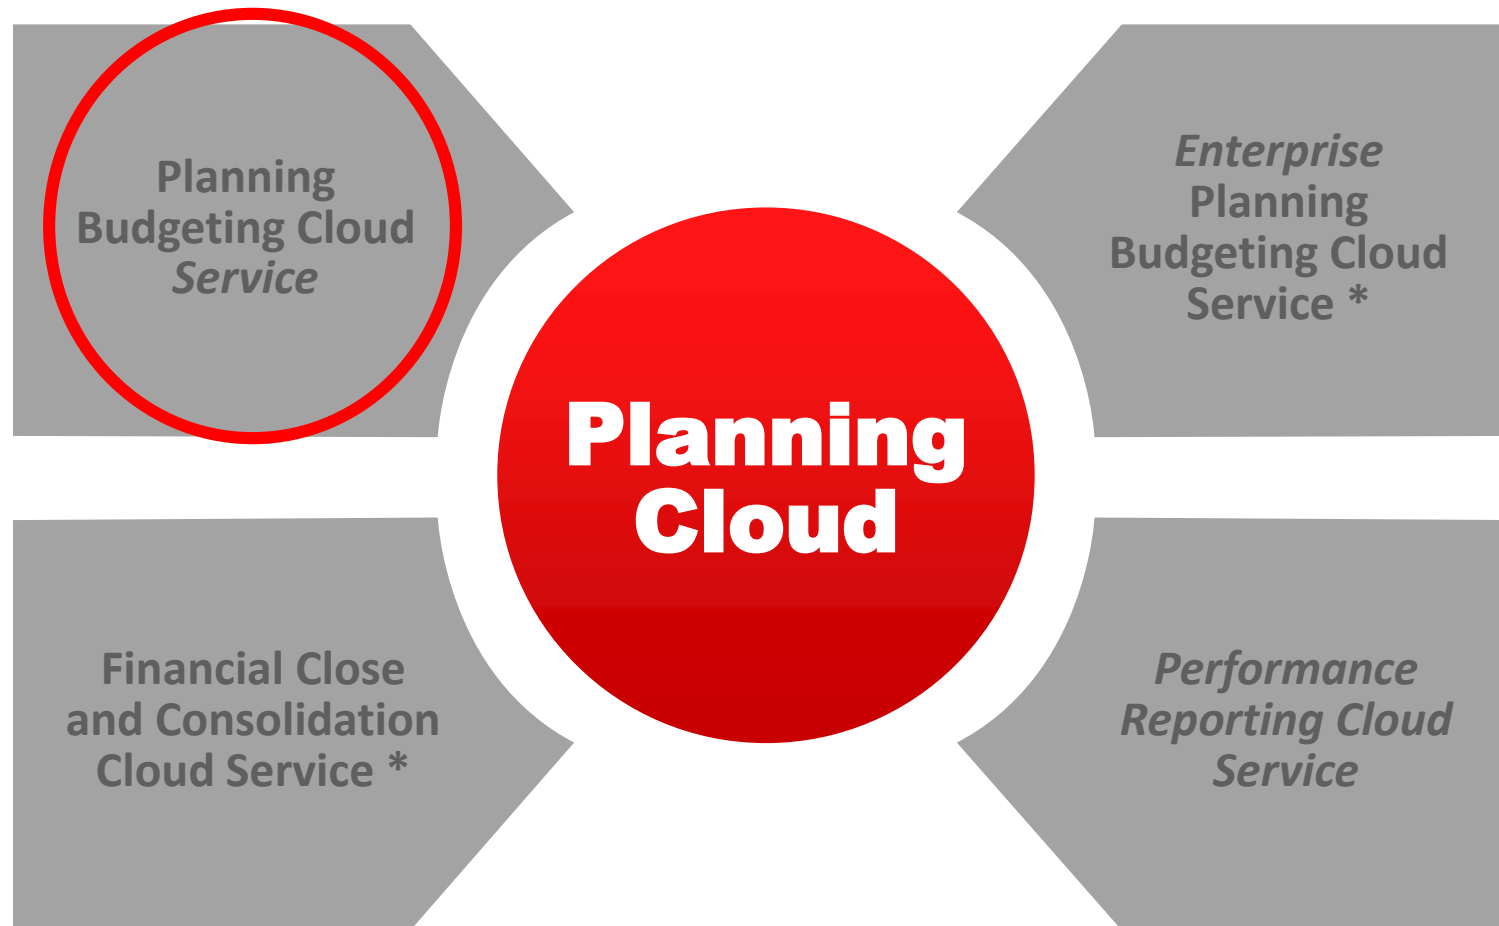 Planning
Budgeting Cloud
Service
Enterprise
Planning
Budgeting Cloud
Service *
Planning
Cloud
Financial Close
and Consolidation
Cloud Service *
Performance
Reporting Cloud
Service